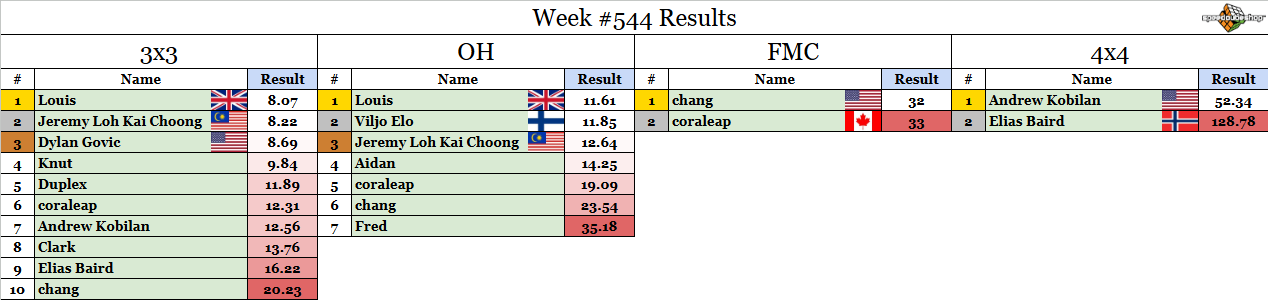 Week #544 Results
speedcubeshop
3x3 OH FMC 4x4
# Name Result # Name Result # Name Result # Name Result
1 Louis 8.07 1 Louis 11.61 1 chang 32 1 Andrew Kobilan 52.34
2 Jeremy Loh Kai Choong 8.22 2 Viljo Elo 11.85 2 coraleap 33 2 Elias Baird 128.78
3 Dylan Govic 8.69 3 Jeremy Loh Kai Choong 12.64
4 Knut 9.84 4 Aidan 14.25
5 Duplex 11.89 5 coraleap 19.09
6 coraleap 12.31 6 chang 23.54
7 Andrew Kobilan 12.56 7 Fred 35.18
8 Clark 13.76
9 Elias Baird 16.22
10 chang 20.23